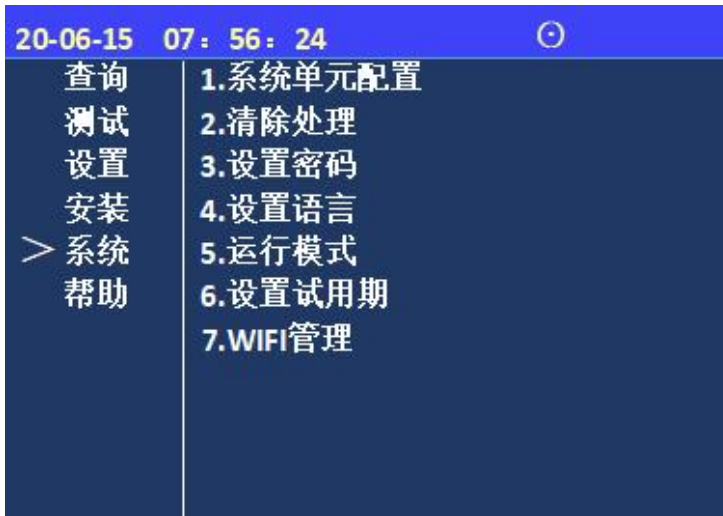 20-06-15 07：56：24
查询
测试
设置
安装
＞系统
帮助
1.系统单元配置
2.清除处理
3.设置密码
4.设置语言
5.运行模式
6.设置试用期
7.WIFI管理